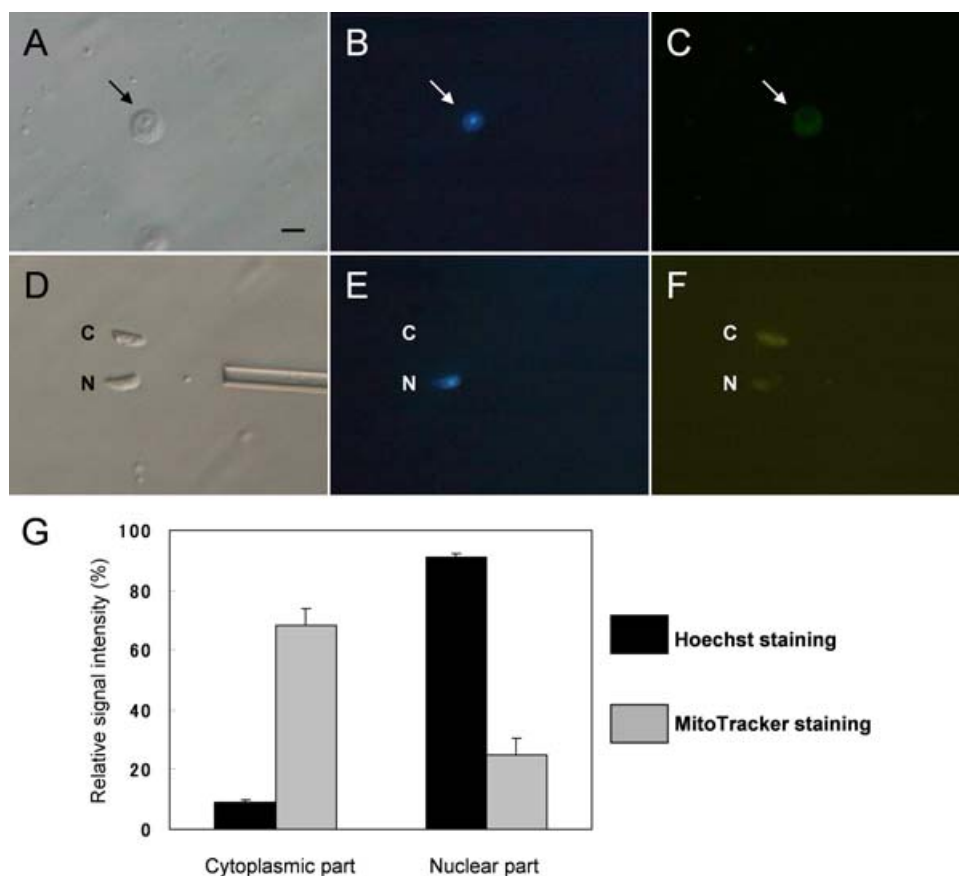 A
B
C
D
C
N
E
C
N
F
C
N
G
100
80
60
40
20
0
Relative signal intensity (%)
Cytoplasmic part
Nuclear part
Hoechst staining
MitoTracker staining